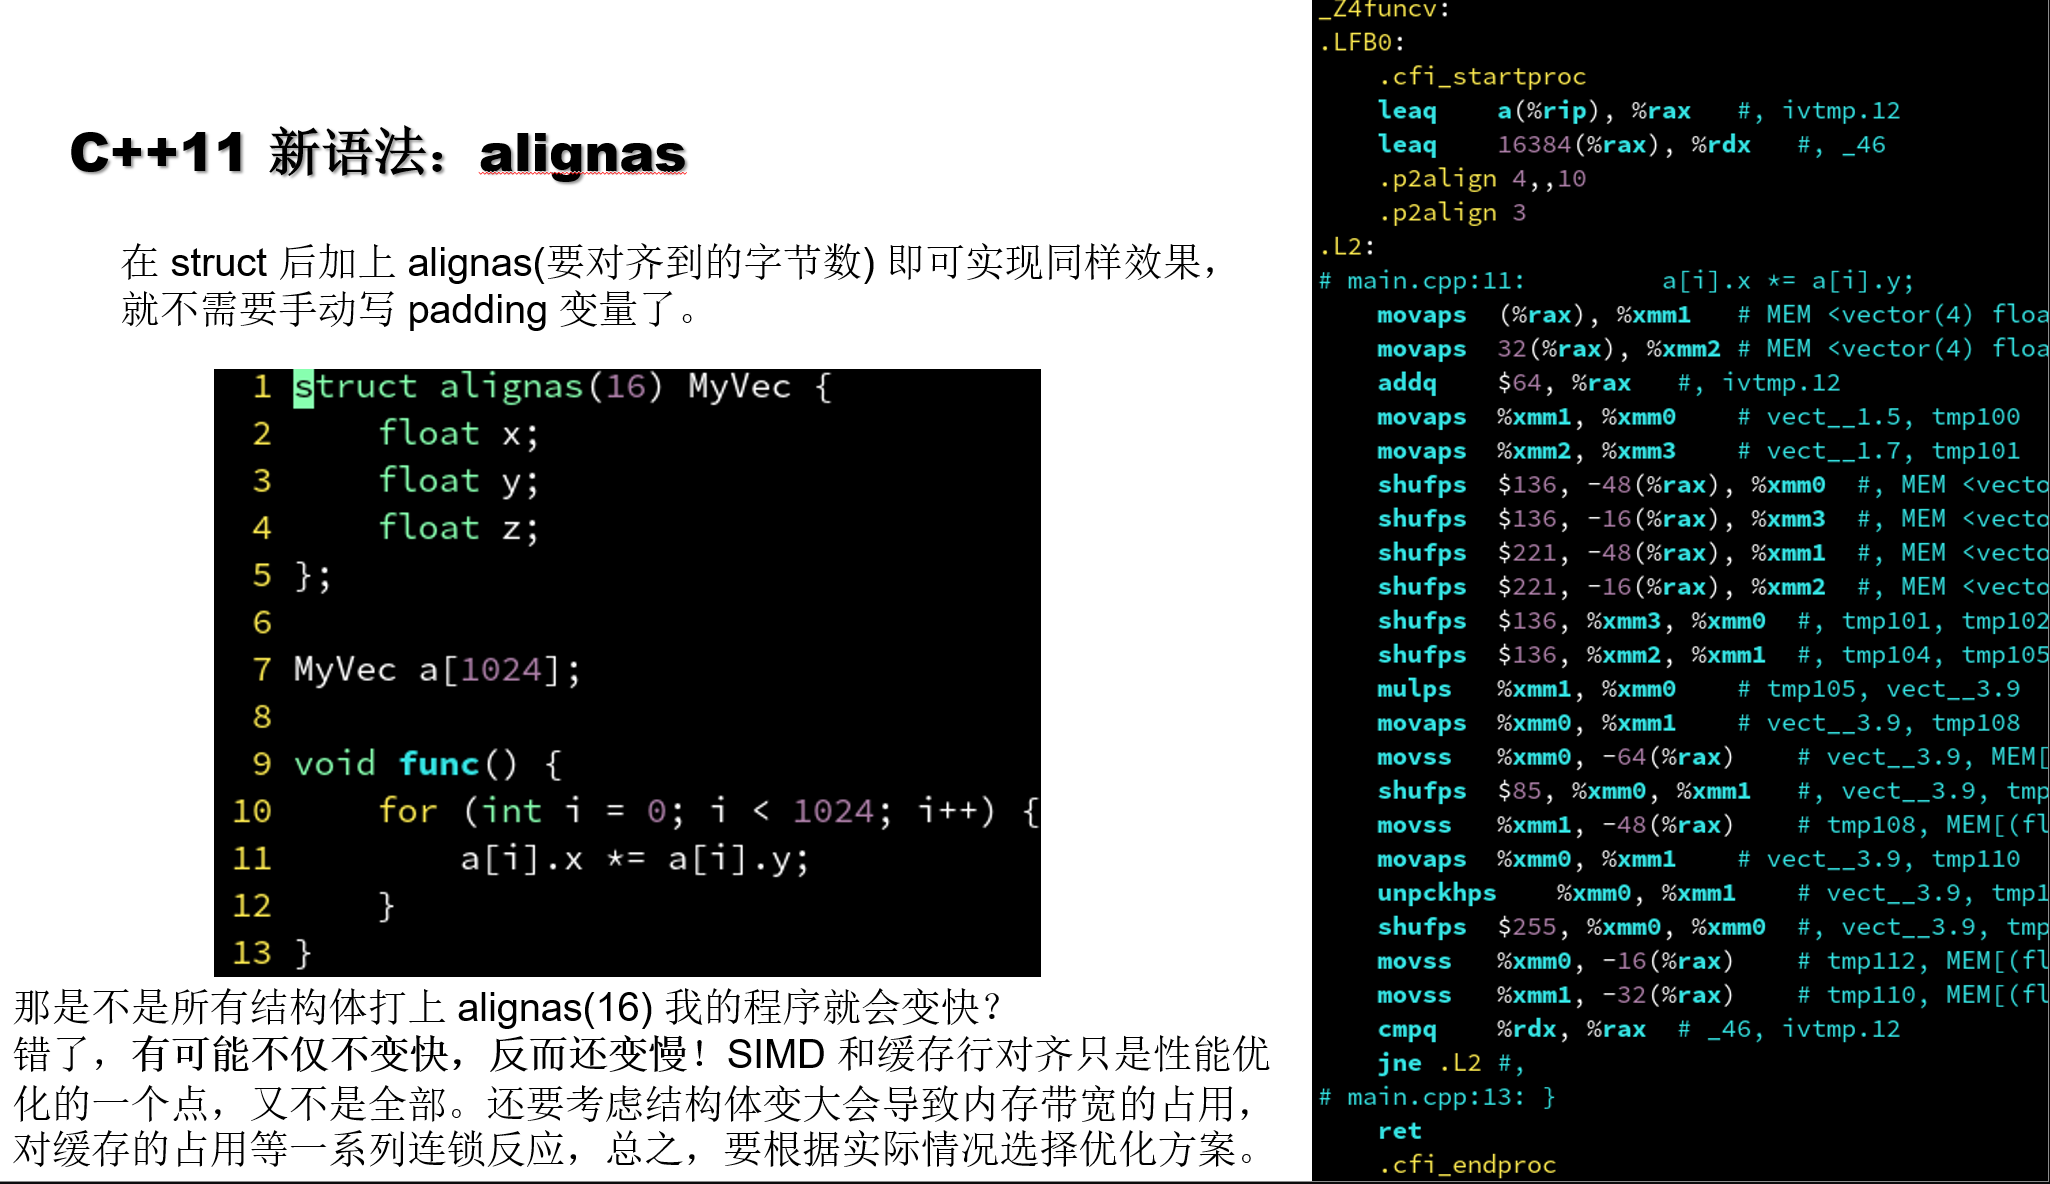 C++11 新语法：alignas
在 struct 后加上 alignas(要对齐到的字节数) 即可实现同样效果，
就不需要手动写 padding 变量了。
1 struct alignas(16) MyVec {
2     float x;
3     float y;
4     float z;
5 };
6
7 MyVec a[1024];
8
9 void func() {
10     for (int i = 0; i < 1024; i++) {
11         a[i].x *= a[i].y;
12     }
13 }
那是不是所有结构体打上 alignas(16) 我的程序就会变快？
错了，有可能不仅不变快，反而还变慢！SIMD 和缓存行对齐只是性能优
化的一个点，又不是全部。还要考虑结构体变大会导致内存带宽的占用，
对缓存的占用等一系列连锁反应，总之，要根据实际情况选择优化方案。
_Z4funcv:
.LFB0:
    .cfi_startproc
    leaq    a(%rip), %rax   #, ivtmp.12
    leaq    16384(%rax), %rdx   #, _46
    .p2align 4,,10
    .p2align 3
.L2:
# main.cpp:11:         a[i].x *= a[i].y;
    movaps  (%rax), %xmm1   # MEM <vector(4) floa
    movaps  32(%rax), %xmm2 # MEM <vector(4) floa
    addq    $64, %rax   #, ivtmp.12
    movaps  %xmm1, %xmm0    # vect__1.5, tmp100
    movaps  %xmm2, %xmm3    # vect__1.7, tmp101
    shufps  $136, -48(%rax), %xmm0  #, MEM <vecto
    shufps  $136, -16(%rax), %xmm3  #, MEM <vecto
    shufps  $221, -48(%rax), %xmm1  #, MEM <vecto
    shufps  $221, -16(%rax), %xmm2  #, MEM <vecto
    shufps  $136, %xmm3, %xmm0  #, tmp101, tmp102
    shufps  $136, %xmm2, %xmm1  #, tmp104, tmp105
    mulps   %xmm1, %xmm0    # tmp105, vect__3.9
    movaps  %xmm0, %xmm1    # vect__3.9, tmp108
    movss   %xmm0, -64(%rax)    # vect__3.9, MEM[
    shufps  $85, %xmm0, %xmm1   #, vect__3.9, tmp
    movss   %xmm1, -48(%rax)    # tmp108, MEM[(fl
    movaps  %xmm0, %xmm1    # vect__3.9, tmp110
    unpckhps    %xmm0, %xmm1    # vect__3.9, tmp1
    shufps  $255, %xmm0, %xmm0  #, vect__3.9, tmp
    movss   %xmm0, -16(%rax)    # tmp112, MEM[(fl
    movss   %xmm1, -32(%rax)    # tmp110, MEM[(fl
    cmpq    %rdx, %rax  # _46, ivtmp.12
    jne .L2 #,
# main.cpp:13: }
    ret
    .cfi_endproc